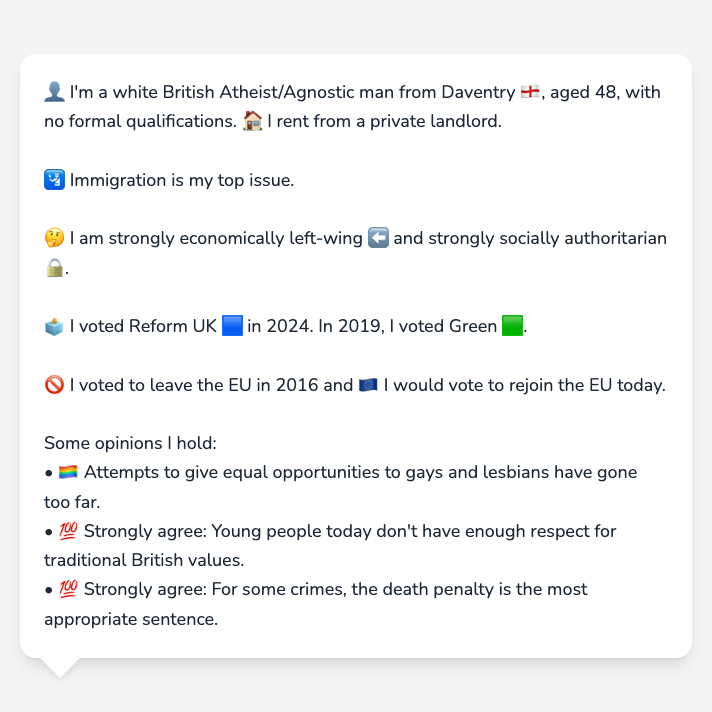 👤 I'm a white British Atheist/Agnostic man from Daventry 🏴󠁧󠁢󠁥󠁮󠁧󠁿, aged 48, with
no formal qualifications. 🏠 I rent from a private landlord.
🛂 Immigration is my top issue.
🤔 I am strongly economically left-wing ⬅️ and strongly socially authoritarian
🔒.
🗳️ I voted Reform UK 🟦 in 2024. In 2019, I voted Green 🟩.
🚫 I voted to leave the EU in 2016 and 🇪🇺 I would vote to rejoin the EU today.
Some opinions I hold:
• 🏳️‍🌈 Attempts to give equal opportunities to gays and lesbians have gone
too far.
• 💯 Strongly agree: Young people today don't have enough respect for
traditional British values.
• 💯 Strongly agree: For some crimes, the death penalty is the most
appropriate sentence.